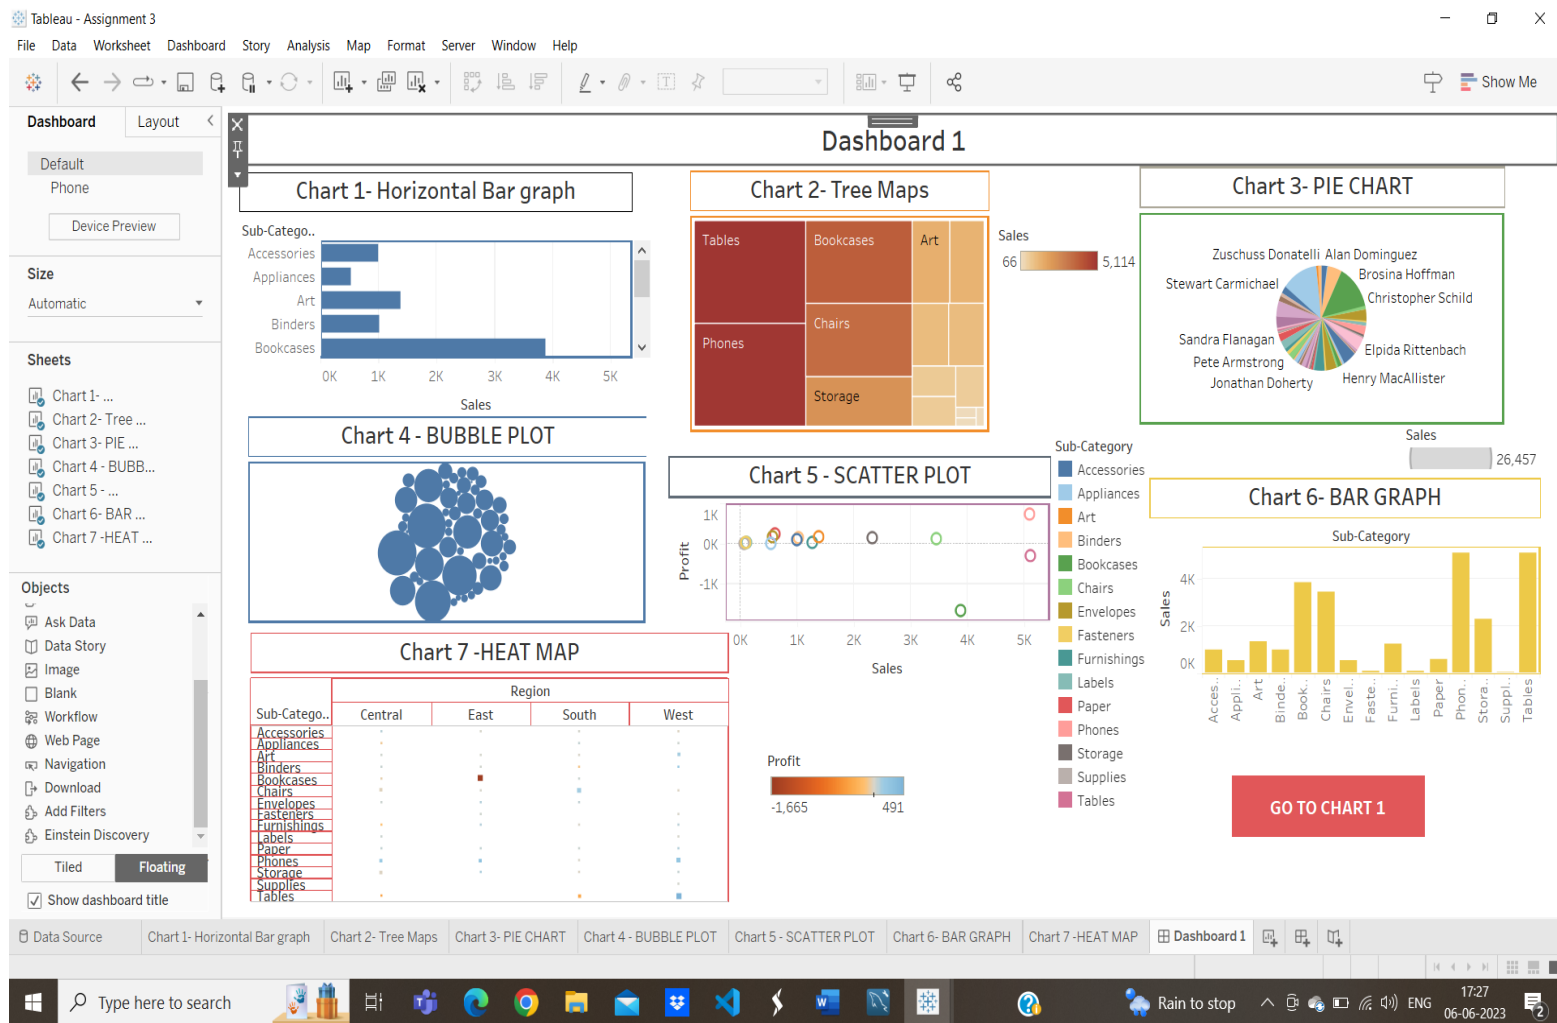 Tableau - Assignment 3
File Data Worksheet Dashboard Story Analysis Map Format Server Window Help
Show Me
Dashboard Layout
Default
Phone
Device Preview
Size
Automatic
Sheets
Chart 1- ...
Chart 2- Tree ...
Chart 3- PIE ...
Chart 4 - BUBB...
Chart 5 - ...
Chart 6- BAR ...
Chart 7 -HEAT ...
Objects
Ask Data
Data Story
Image
Blank
Workflow
Web Page
Navigation
Download
Add Filters
Einstein Discovery
Tiled Floating
Show dashboard title
Dashboard 1
Chart 1- Horizontal Bar graph
Sub-Catego..
Accessories
Appliances
Art
Binders
Bookcases
0K 1K 2K 3K 4K 5K
Sales
Chart 2- Tree Maps
Tables
Phones
Bookcases
Chairs
Storage
Art
Sales
66 5,114
Chart 3- PIE CHART
Zuschuss Donatelli Alan Dominguez
Brosina Hoffman
Stewart Carmichael
Christopher Schild
Sandra Flanagan
Elpida Rittenbach
Pete Armstrong
Henry MacAllister
Jonathan Doherty
Sales
26,457
Chart 4 - BUBBLE PLOT
Chart 5 - SCATTER PLOT
1K
0K
-1K
Profit
0K 1K 2K 3K 4K 5K
Sales
Sub-Category
Accessories
Appliances
Art
Binders
Bookcases
Chairs
Envelopes
Fasteners
Furnishings
Labels
Paper
Phones
Storage
Supplies
Tables
Chart 6- BAR GRAPH
Sub-Category
4K
2K
0K
Sales
Acces..
Appli..
Art
Binde..
Book..
Chairs
Envel..
Faste..
Furni..
Labels
Paper
Phon..
Stora..
Suppl..
Tables
Chart 7 -HEAT MAP
Region
Sub-Catego.. Central East South West
Accessories
Appliances
Art
Binders
Bookcases
Chairs
Envelopes
Fasteners
Furnishings
Labels
Paper
Phones
Storage
Supplies
Tables
Profit
-1,665 491
GO TO CHART 1
Data Source Chart 1- Horizontal Bar graph Chart 2- Tree Maps Chart 3- PIE CHART Chart 4 - BUBBLE PLOT Chart 5 - SCATTER PLOT Chart 6- BAR GRAPH Chart 7 -HEAT MAP Dashboard 1
Type here to search
Rain to stop
ENG
17:27
06-06-2023
2